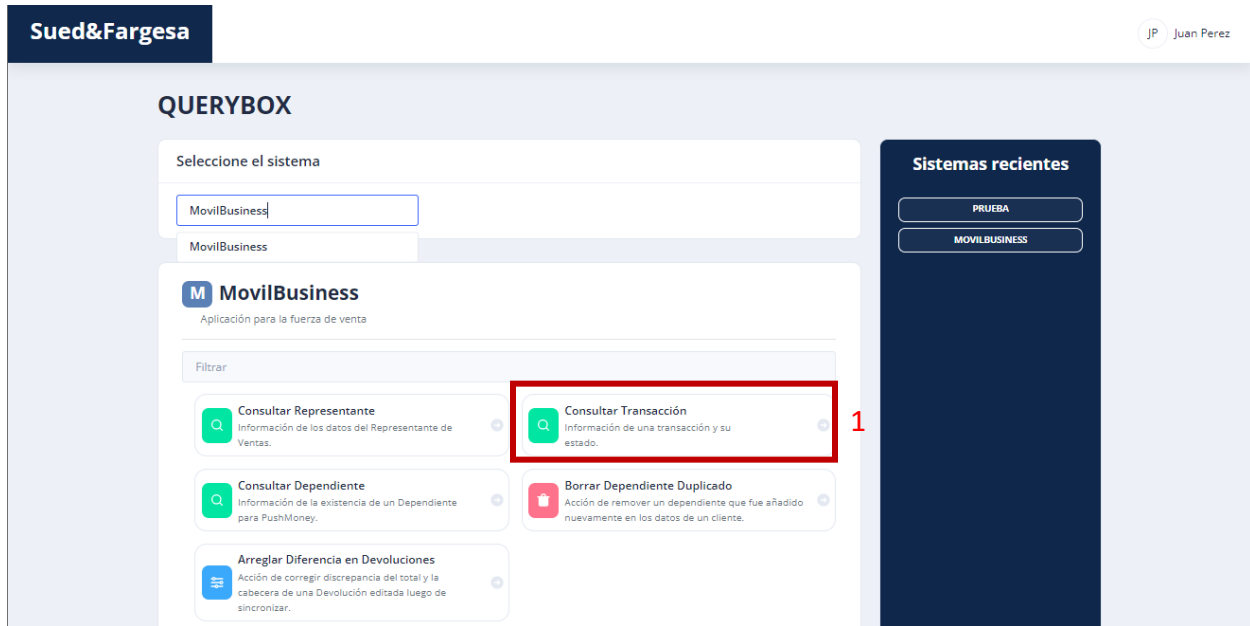 Sued&Fargesa
JP Juan Perez
QUERYBOX
Seleccione el sistema
MovilBusiness
MovilBusiness
M MovilBusiness
Aplicación para la fuerza de venta
Filtrar
Consultar Representante
Información de los datos del Representante de
Ventas.
Consultar Transacción
Información de una transacción y su
estado.
1
Consultar Dependiente
Información de la existencia de un Dependiente
para PushMoney.
Borrar Dependiente Duplicado
Acción de remover un dependiente que fue añadido
nuevamente en los datos de un cliente.
Arreglar Diferencia en Devoluciones
Acción de corregir discrepancia del total y la
cabecera de una Devolución editada luego de
sincronizar.
Sistemas recientes
PRUEBA
MOVILBUSINESS